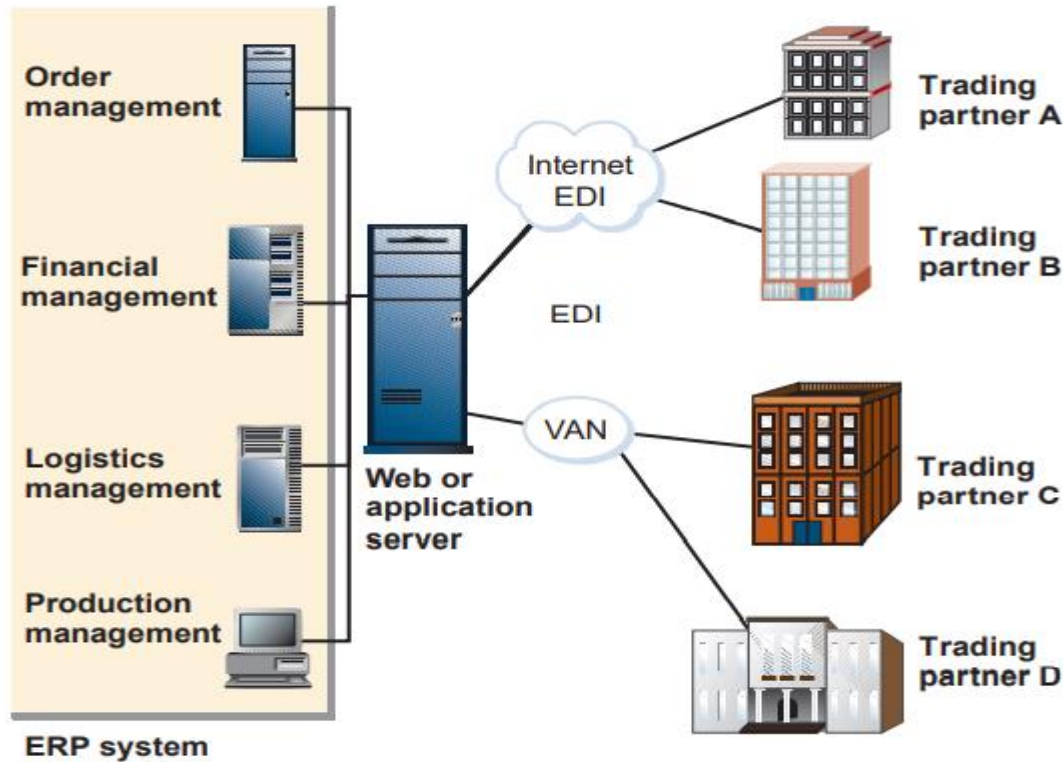 Order
management
Financial
management
Logistics
management
Production
management
ERP system
Web or
application
server
Internet
EDI
EDI
VAN
Trading
partner A
Trading
partner B
Trading
partner C
Trading
partner D